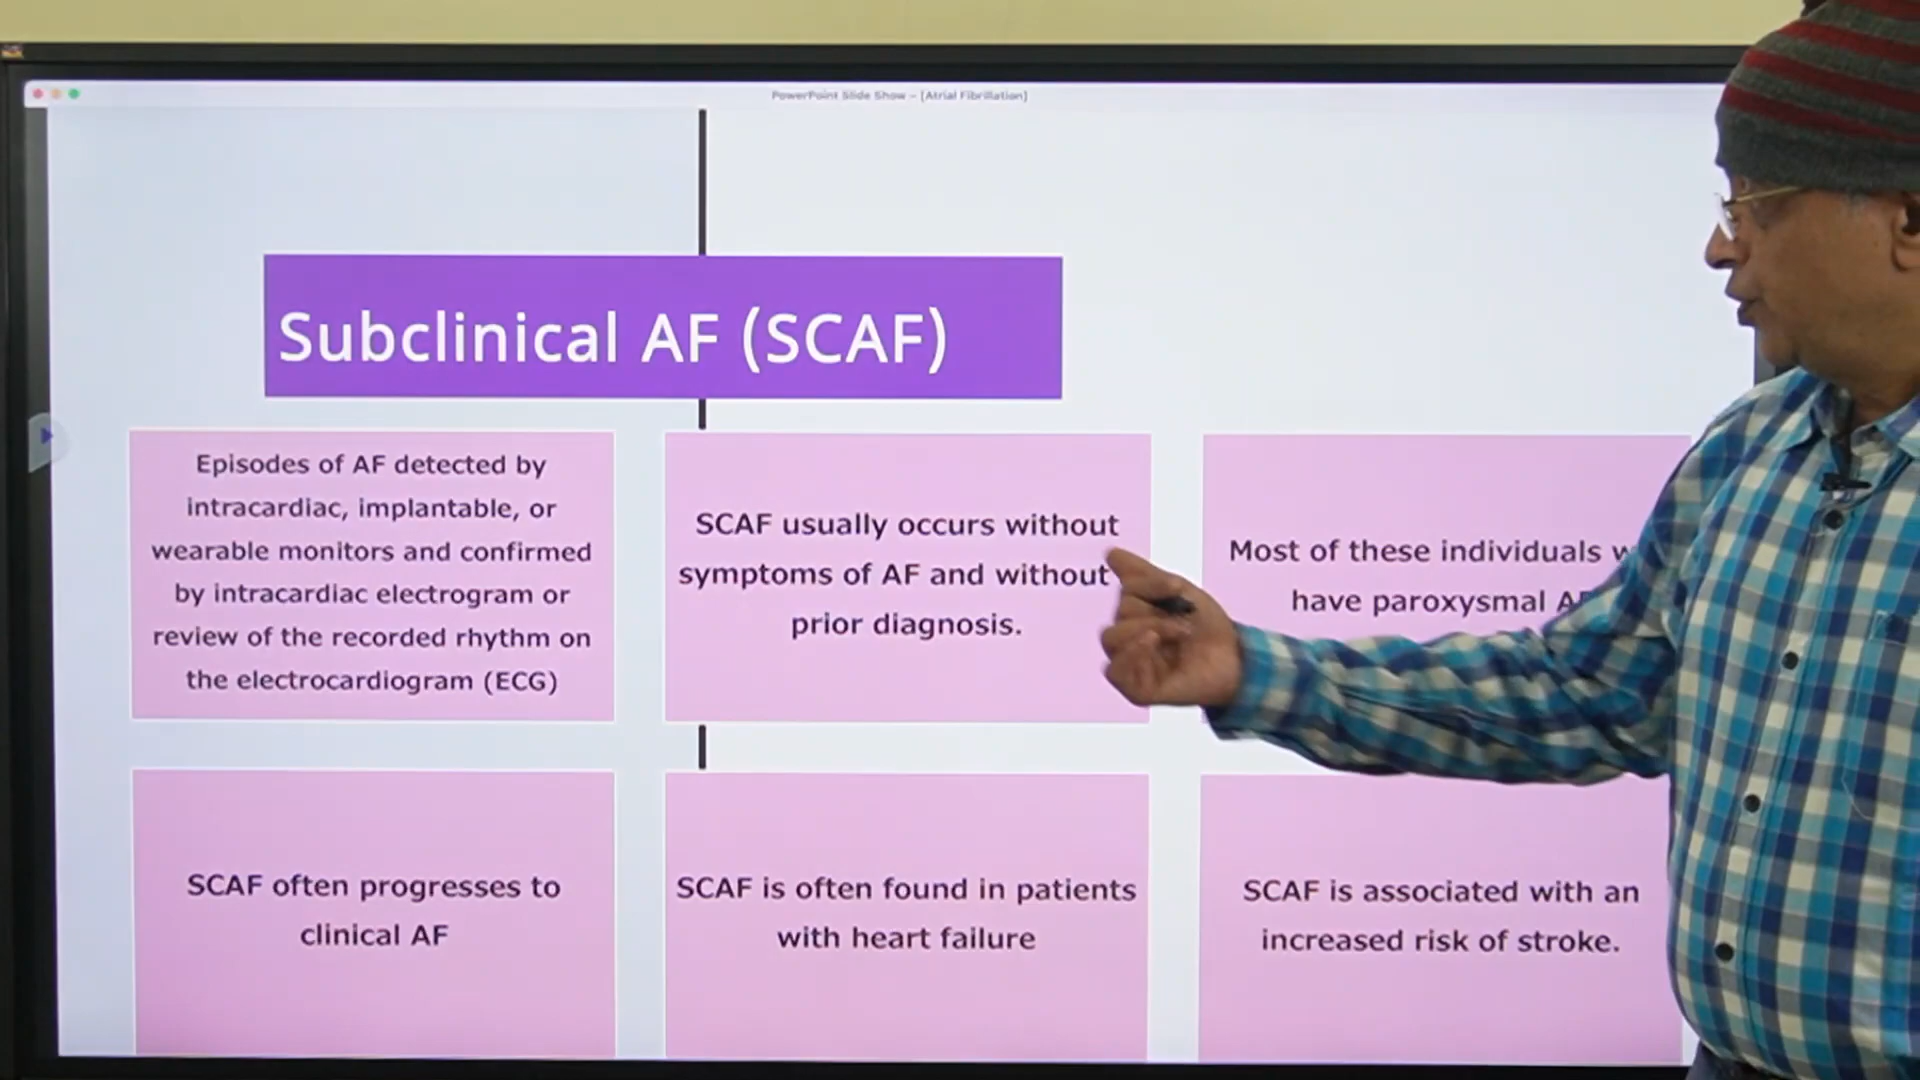 PowerPoint Slide Show - [Atrial Fibrillation]
Subclinical AF (SCAF)
Episodes of AF detected by
intracardiac, implantable, or
wearable monitors and confirmed
by intracardiac electrogram or
review of the recorded rhythm on
the electrocardiogram (ECG)
SCAF usually occurs without
symptoms of AF and without
prior diagnosis.
Most of these individuals
have paroxysmal
SCAF often progresses to
clinical AF
SCAF is often found in patients
with heart failure
SCAF is associated with an
increased risk of stroke.